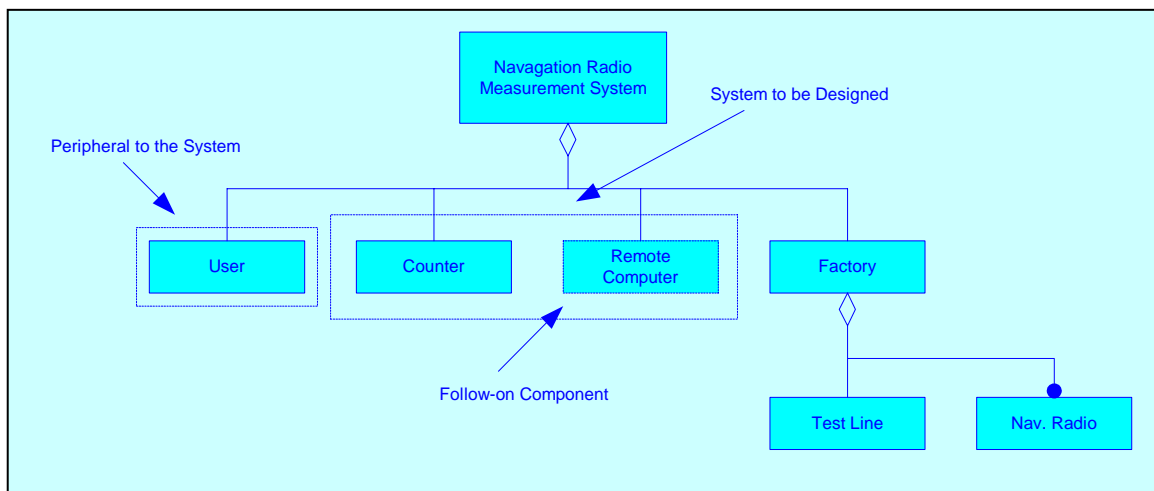 Navagation Radio
Measurement System
System to be Designed
Peripheral to the System
User
Counter
Remote
Computer
Factory
Follow-on Component
Test Line
Nav. Radio